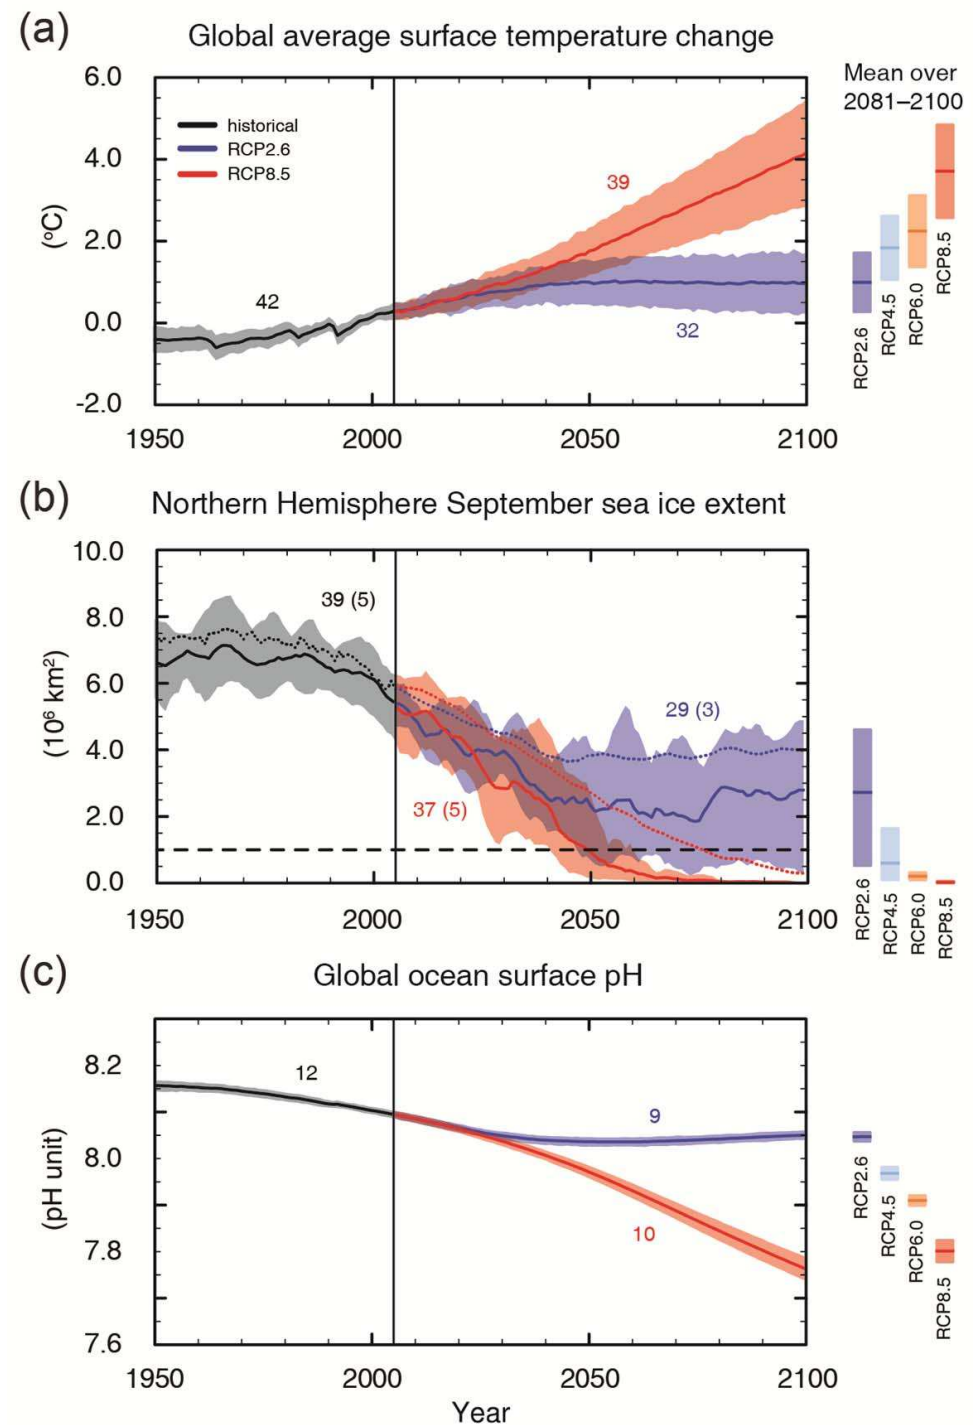 (a)
Global average surface temperature change
Mean over
2081–2100
6.0
4.0
2.0
0.0
-2.0
(°C)
historical
RCP2.6
RCP8.5
42
39
32
1950
2000
2050
2100
RCP2.6
RCP4.5
RCP6.0
RCP8.5
(b)
Northern Hemisphere September sea ice extent
10.0
8.0
6.0
4.0
2.0
0.0
(10⁶ km²)
39 (5)
29 (3)
37 (5)
1950
2000
2050
2100
RCP2.6
RCP4.5
RCP6.0
RCP8.5
(c)
Global ocean surface pH
8.2
8.0
7.8
7.6
(pH unit)
12
9
10
1950
2000
2050
2100
Year
RCP2.6
RCP4.5
RCP6.0
RCP8.5